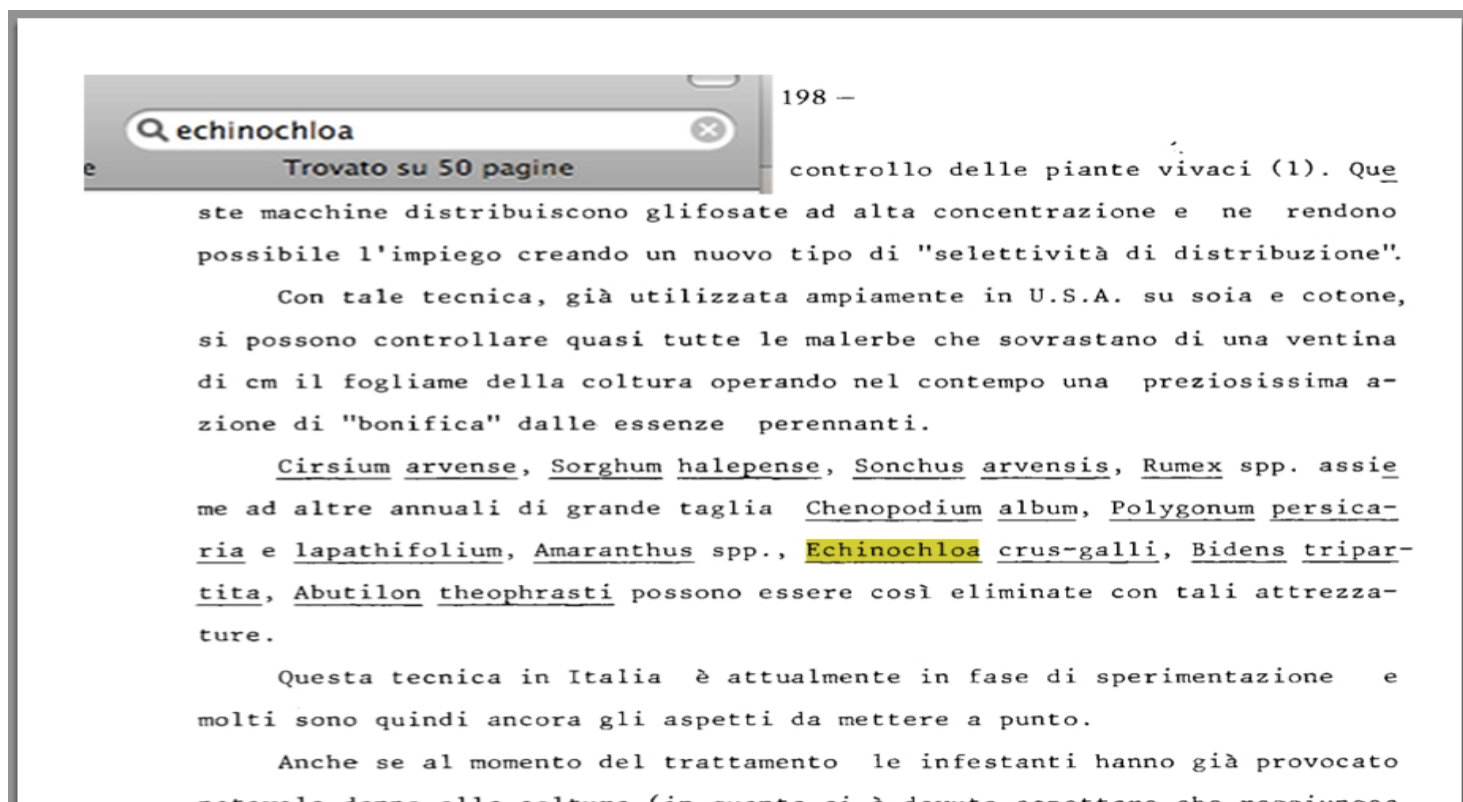 198 —
echinochloa
e Trovato su 50 pagine
controllo delle piante vivaci (1). Que
ste macchine distribuiscono glifosate ad alta concentrazione e ne rendono
possibile l'impiego creando un nuovo tipo di "selettività di distribuzione".
Con tale tecnica, già utilizzata ampiamente in U.S.A. su soia e cotone,
si possono controllare quasi tutte le malerbe che sovrastano di una ventina
di cm il fogliame della coltura operando nel contempo una preziosissima a-
zione di "bonifica" dalle essenze perennanti.
Cirsium arvense, Sorghum halepense, Sonchus arvensis, Rumex spp. assie
me ad altre annuali di grande taglia Chenopodium album, Polygonum persica-
ria e lapathifolium, Amaranthus spp., Echinochloa crus-galli, Bidens tripar-
tita, Abutilon theophrasti possono essere così eliminate con tali attrezza-
ture.
Questa tecnica in Italia è attualmente in fase di sperimentazione e
molti sono quindi ancora gli aspetti da mettere a punto.
Anche se al momento del trattamento le infestanti hanno già provocato